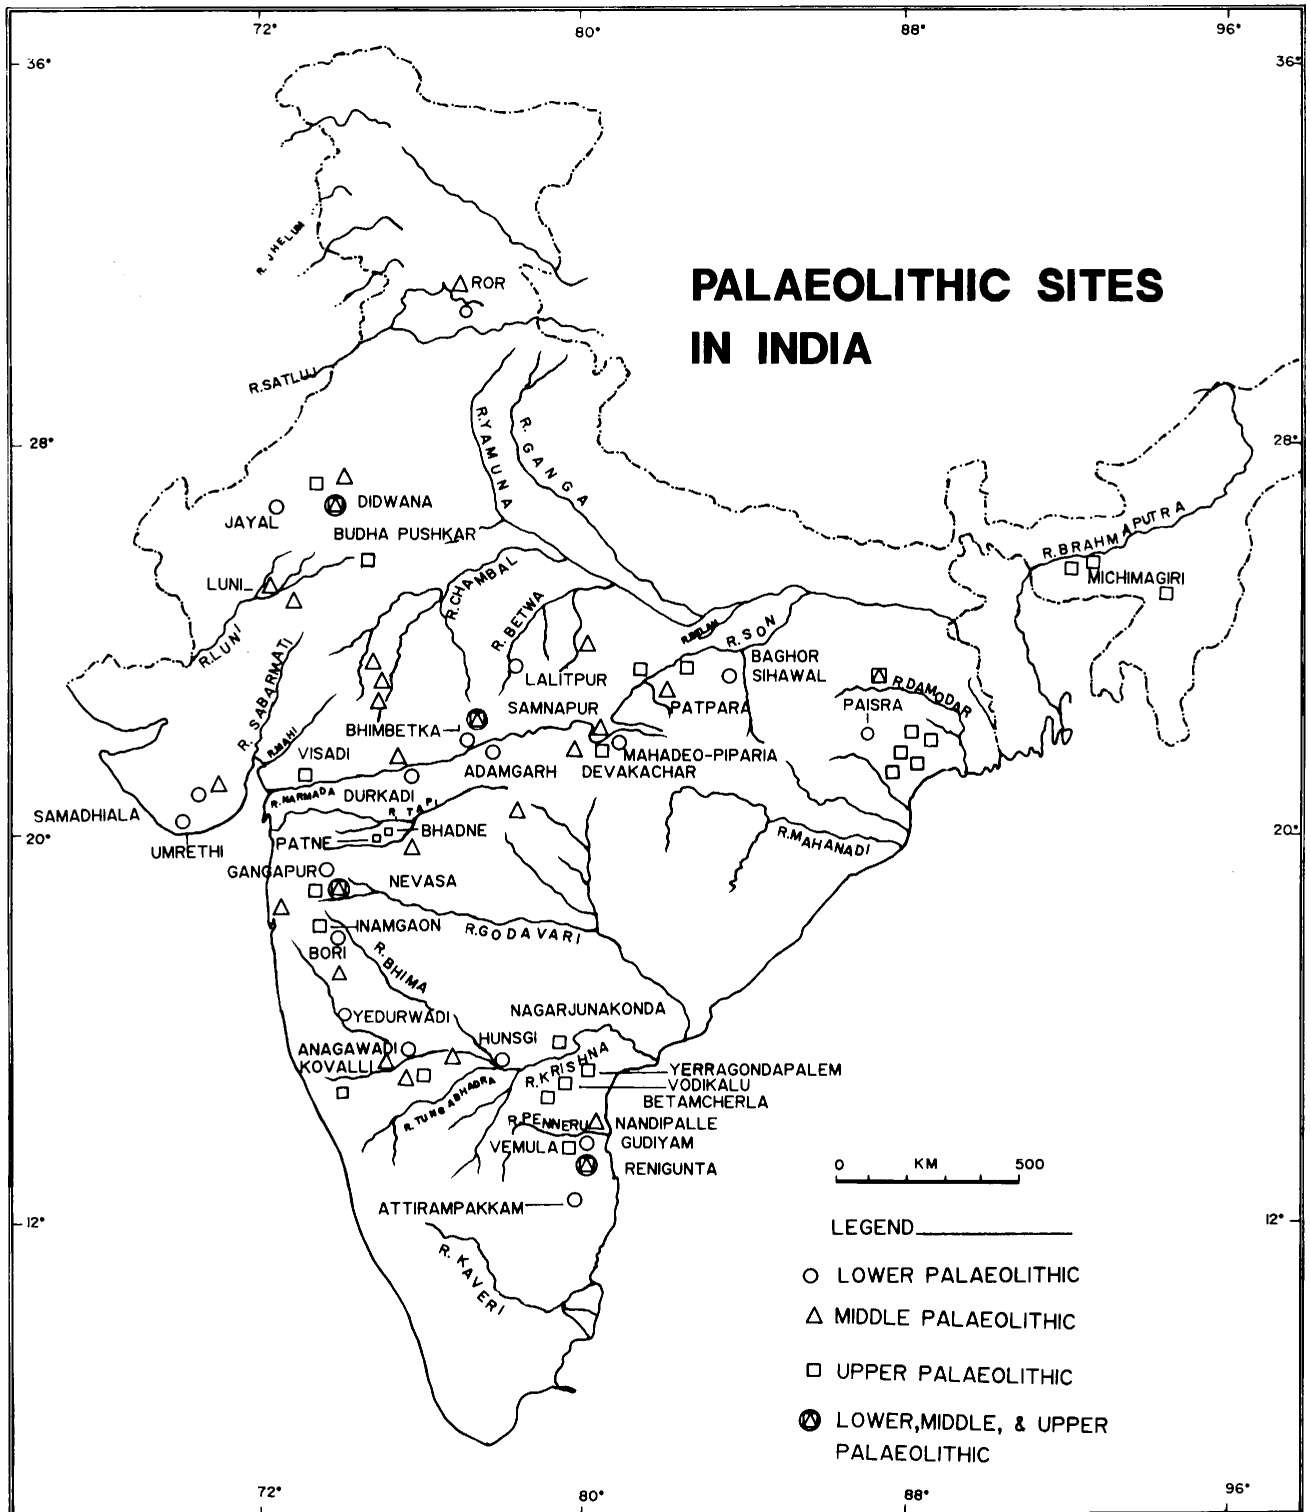 72°
80°
88°
96°
36°
36°
R. JHELUM
ROR
PALAEOLITHIC SITES
IN INDIA
R.SATLUJ
R.YAMUNA
R. GANGA
28°
28°
DIDWANA
JAYAL
BUDHA PUSHKAR
R.BRAHMAPUTRA
MICHIMAGIRI
LUNI
R.CHAMBAL
R.BETWA
R.LUNI
R.BELAN
R.SON
R. SABARMATI
BAGHOR
SIHAWAL
LALITPUR
R.DAMODAR
SAMNAPUR
PATPARA
PAISRA
BHIMBETKA
R.MAHI
VISADI
MAHADEO-PIPARIA
ADAMGARH
DEVAKACHAR
R.NARMADA
DURKADI
R. TAPI
SAMADHIALA
20°
20°
UMRETHI
PATNE
BHADNE
R.MAHANADI
GANGAPUR
NEVASA
INAMGAON
R.GODAVARI
BORI
R. BHIMA
YEDURWADI
NAGARJUNAKONDA
ANAGAWADI
HUNSGI
KOVALLI
R.KRISHNA
YERRAGONDAPALEM
VODIKALU
BETAMCHERLA
R.TUNGABHADRA
R.PENNERU
NANDIPALLE
VEMULA
GUDIYAM
RENIGUNTA
ATTIRAMPAKKAM
0 KM 500
12°
12°
LEGEND
R. KAVERI
LOWER PALAEOLITHIC
MIDDLE PALAEOLITHIC
UPPER PALAEOLITHIC
LOWER,MIDDLE, & UPPER
PALAEOLITHIC
72°
80°
88°
96°